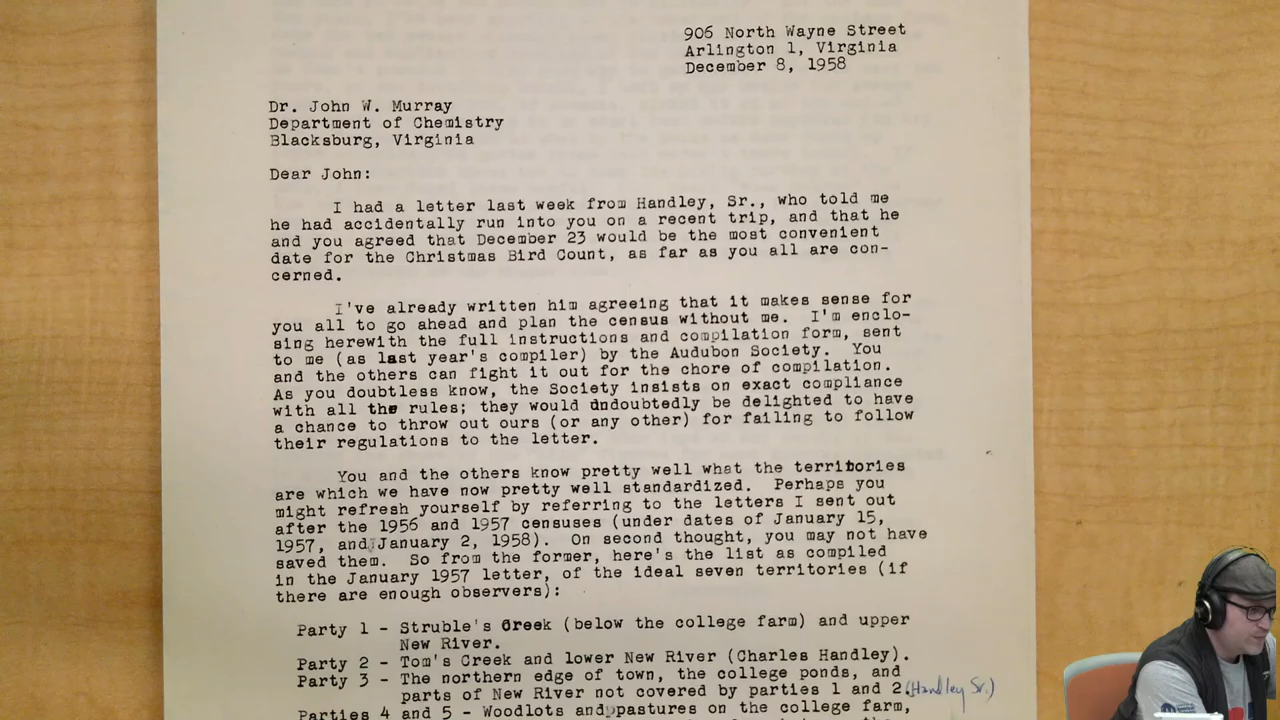 906 North Wayne Street
Arlington 1, Virginia
December 8, 1958
Dr. John W. Murray
Department of Chemistry
Blacksburg, Virginia
Dear John:
I had a letter last week from Handley, Sr., who told me
he had accidentally run into you on a recent trip, and that he
and you agreed that December 23 would be the most convenient
date for the Christmas Bird Count, as far as you all are con-
cerned.
I've already written him agreeing that it makes sense for
you all to go ahead and plan the census without me. I'm enclo-
sing herewith the full instructions and compilation form, sent
to me (as last year's compiler) by the Audubon Society. You
and the others can fight it out for the chore of compilation.
As you doubtless know, the Society insists on exact compliance
with all the rules; they would undoubtedly be delighted to have
a chance to throw out ours (or any other) for failing to follow
their regulations to the letter.
You and the others know pretty well what the territories
are which we have now pretty well standardized. Perhaps you
might refresh yourself by referring to the letters I sent out
after the 1956 and 1957 censuses (under dates of January 15,
1957, and January 2, 1958). On second thought, you may not have
saved them. So from the former, here's the list as compiled
in the January 1957 letter, of the ideal seven territories (if
there are enough observers):
Party 1 - Struble's Creek (below the college farm) and upper
New River.
Party 2 - Tom's Creek and lower New River (Charles Handley).
Party 3 - The northern edge of town, the college ponds, and
parts of New River not covered by parties 1 and 2. (Handley Sr.)
Parties 4 and 5 - Woodlots and pastures on the college farm,